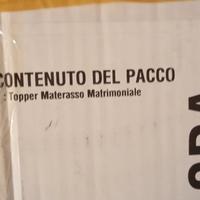 CONTENUTO DEL PACCO
: Topper Materasso Matrimoniale